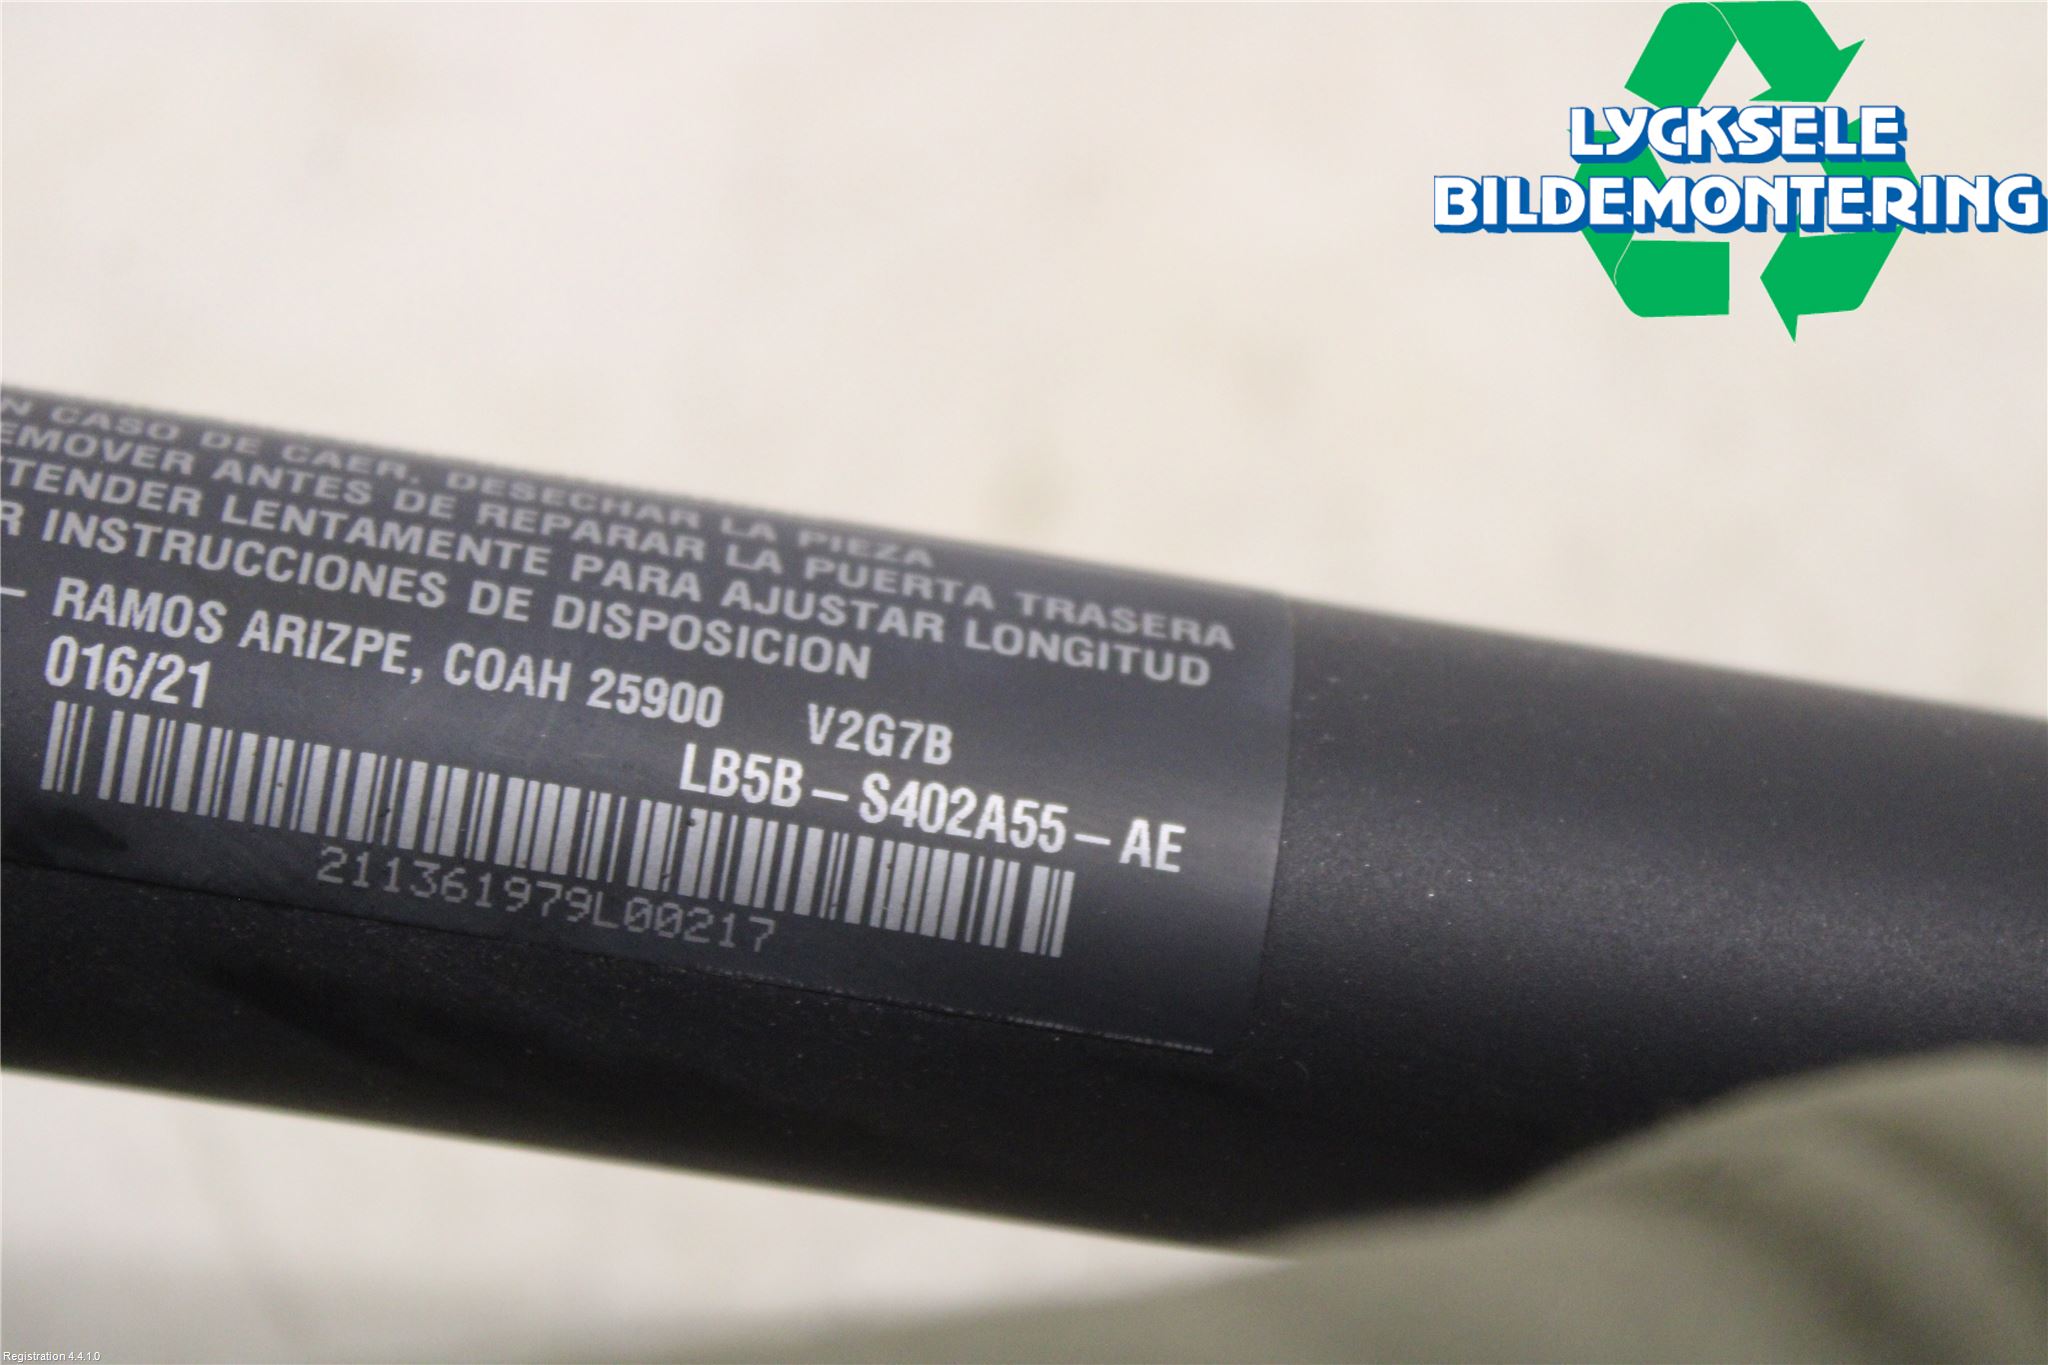 LYCKSELE
BILDEMONTERING
N CASO DE CAER, DESECHAR LA PIEZA
EMOVER ANTES DE REPARAR LA PUERTA TRASERA
TENDER LENTAMENTE PARA AJUSTAR LONGITUD
R INSTRUCCIONES DE DISPOSICION
– RAMOS ARIZPE, COAH 25900 V2G7B
016/21
LB5B–S402A55–AE
211361979L00217
Registration 4.4.1.0